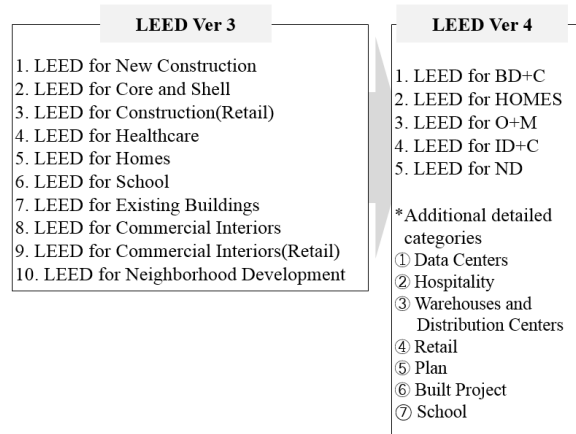 LEED Ver 3
1. LEED for New Construction
2. LEED for Core and Shell
3. LEED for Construction(Retail)
4. LEED for Healthcare
5. LEED for Homes
6. LEED for School
7. LEED for Existing Buildings
8. LEED for Commercial Interiors
9. LEED for Commercial Interiors(Retail)
10. LEED for Neighborhood Development
LEED Ver 4
1. LEED for BD+C
2. LEED for HOMES
3. LEED for O+M
4. LEED for ID+C
5. LEED for ND
*Additional detailed
categories
① Data Centers
② Hospitality
③ Warehouses and
Distribution Centers
④ Retail
⑤ Plan
⑥ Built Project
⑦ School